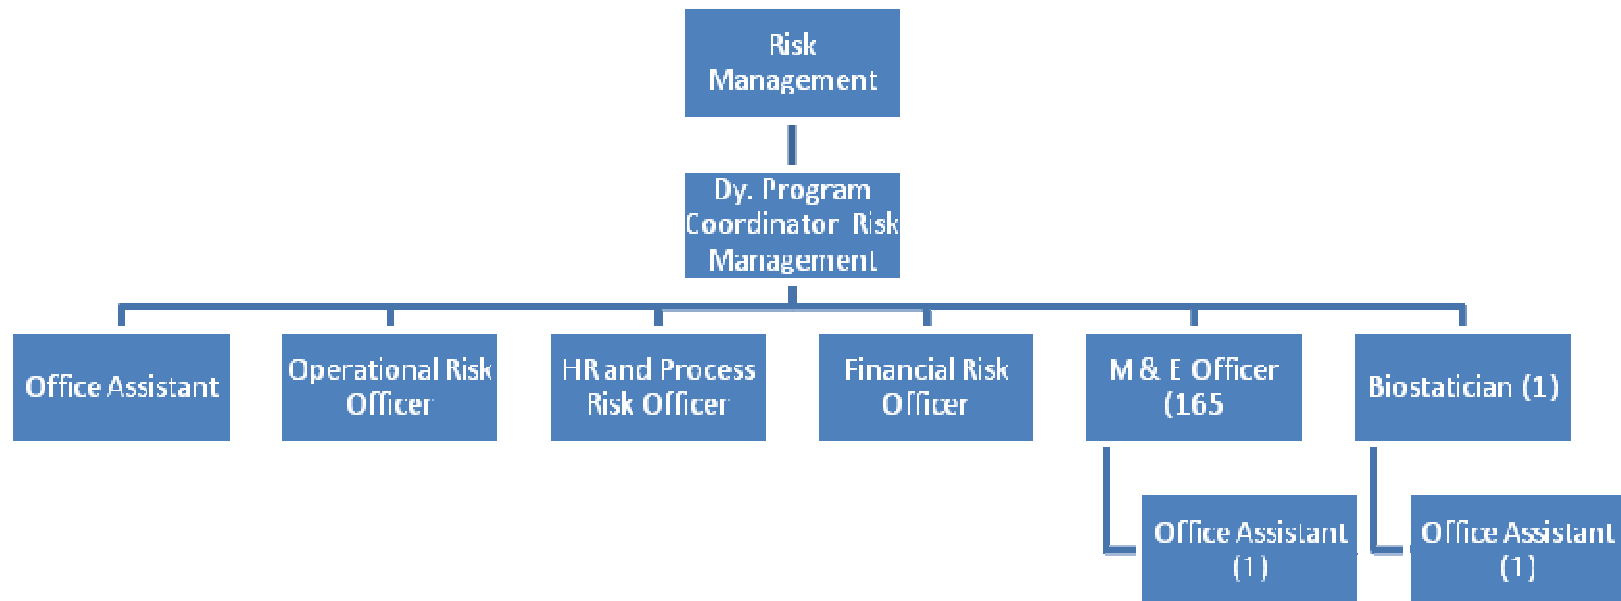 Risk
Management
Dy. Program
Coordinator Risk
Management
Office Assistant
Operational Risk
Officer
HR and Process
Risk Officer
Financial Risk
Officer
M & E Officer
(165
Biostatician (1)
Office Assistant
(1)
Office Assistant
(1)